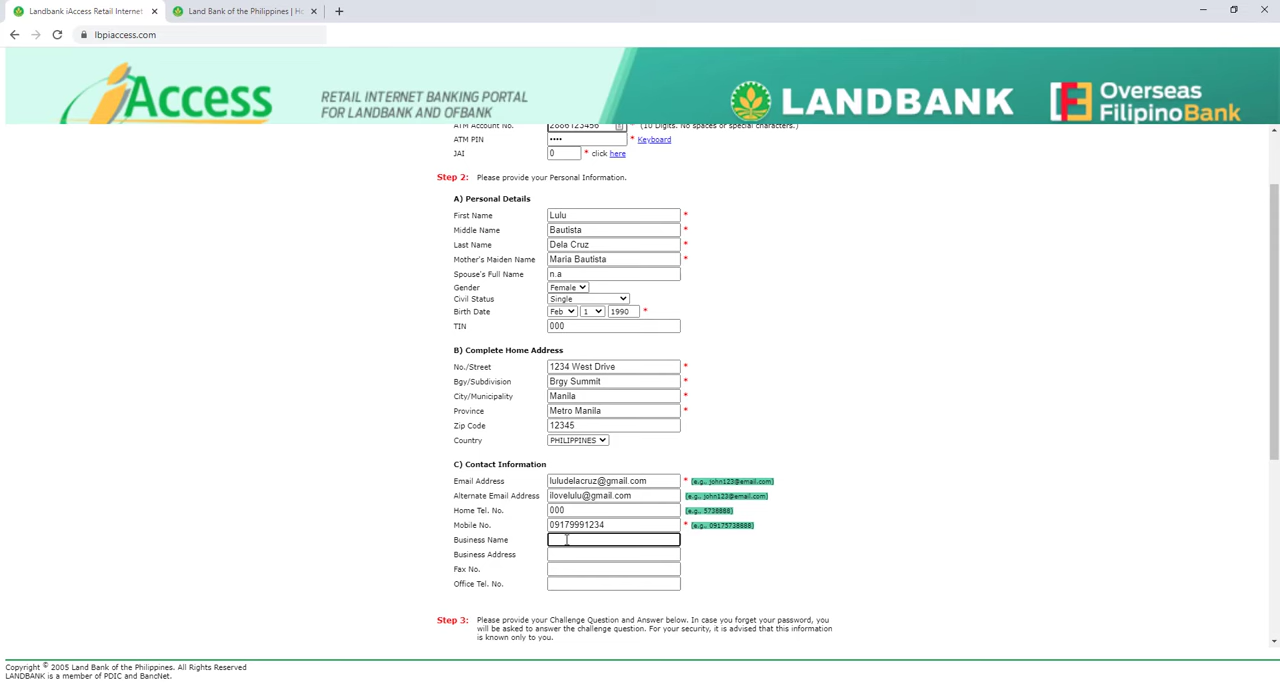 Landbank iAccess Retail Internet
Land Bank of the Philippines | Ho
lbpiaccess.com
iAccess
RETAIL INTERNET BANKING PORTAL
FOR LANDBANK AND OFBANK
LANDBANK
Overseas
FilipinoBank
ATM Account No. 2886123456 * (10 Digits. No spaces or special characters.)
ATM PIN •••• * Keyboard
JAI 0 * click here
Step 2: Please provide your Personal Information.
A) Personal Details
First Name Lulu *
Middle Name Bautista *
Last Name Dela Cruz *
Mother's Maiden Name Maria Bautista *
Spouse's Full Name n.a
Gender Female
Civil Status Single
Birth Date Feb 1 1990 *
TIN 000
B) Complete Home Address
No./Street 1234 West Drive *
Bgy/Subdivision Brgy Summit *
City/Municipality Manila *
Province Metro Manila *
Zip Code 12345
Country PHILIPPINES
C) Contact Information
Email Address luludelacruz@gmail.com * (e.g., john123@email.com)
Alternate Email Address ilovelulu@gmail.com (e.g., john123@email.com)
Home Tel. No. 000 (e.g., 5738888)
Mobile No. 09179991234 * (e.g., 09175738888)
Business Name
Business Address
Fax No.
Office Tel. No.
Step 3: Please provide your Challenge Question and Answer below. In case you forget your password, you
will be asked to answer the challenge question. For your security, it is advised that this information
is known only to you.
Copyright © 2005 Land Bank of the Philippines. All Rights Reserved
LANDBANK is a member of PDIC and BancNet.